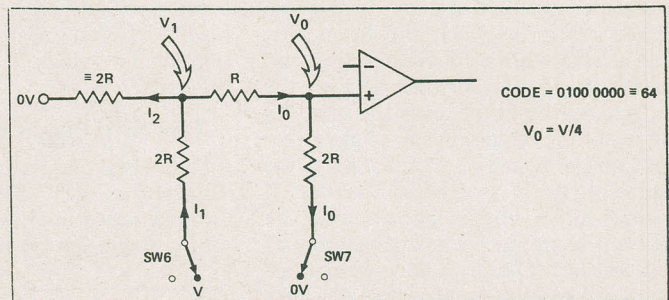 V₁
V₀
≡ 2R
R
0V
I₂
I₀
−
+
CODE = 0100 0000 ≡ 64
V₀ = V/4
2R
2R
I₁
I₀
SW6
SW7
V
0V